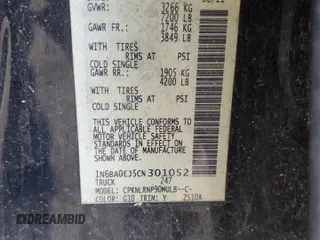 GVWR: 3266 KG
7200 LB
GAWR FR.: 1746 KG
3849 LB
WITH TIRES
RIMS AT PSI
COLD SINGLE
GAWR RR.: 1905 KG
4200 LB
WITH TIRES
RIMS AT PSI
COLD SINGLE
THIS VEHICLE CONFORMS TO ALL
APPLICABLE FEDERAL
MOTOR VEHICLE SAFETY
STANDARDS IN EFFECT ON THE
DATE OF MANUFACTURE
SHOWN ABOVE.
1N6BA0EJ5CN301052
TRUCK 247
MODEL: CPKNLRNP90MULB--C-
COLOR: G10 TRIM: Y ZS10A